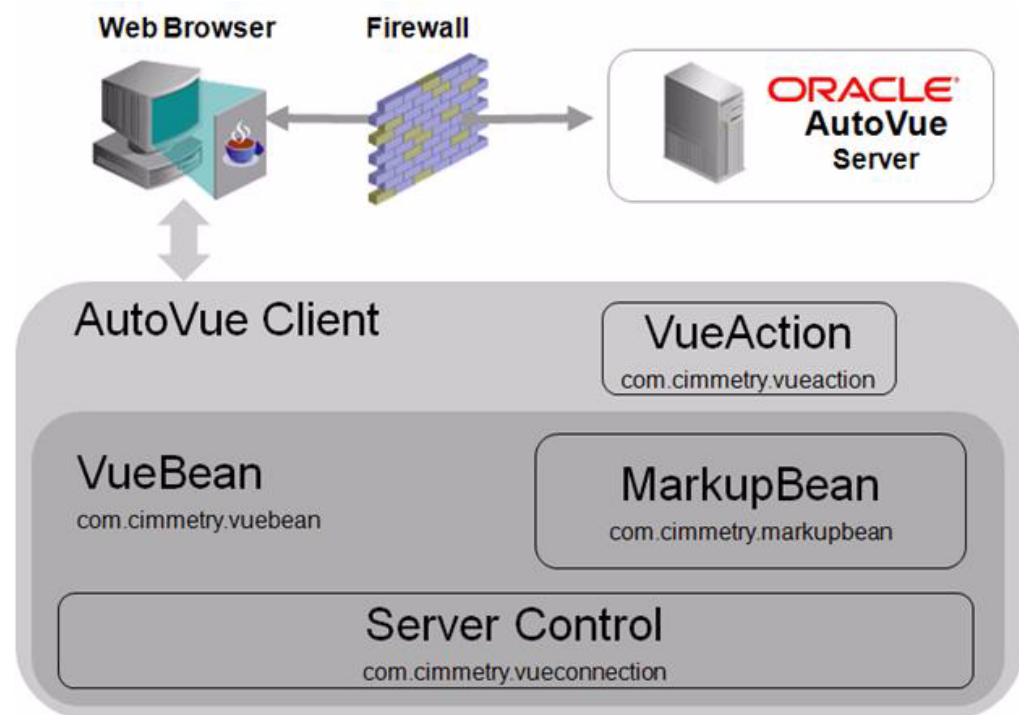 Web Browser
Firewall
ORACLE
AutoVue
Server
AutoVue Client
VueAction
com.cimmetry.vueaction
VueBean
com.cimmetry.vuebean
MarkupBean
com.cimmetry.markupbean
Server Control
com.cimmetry.vueconnection